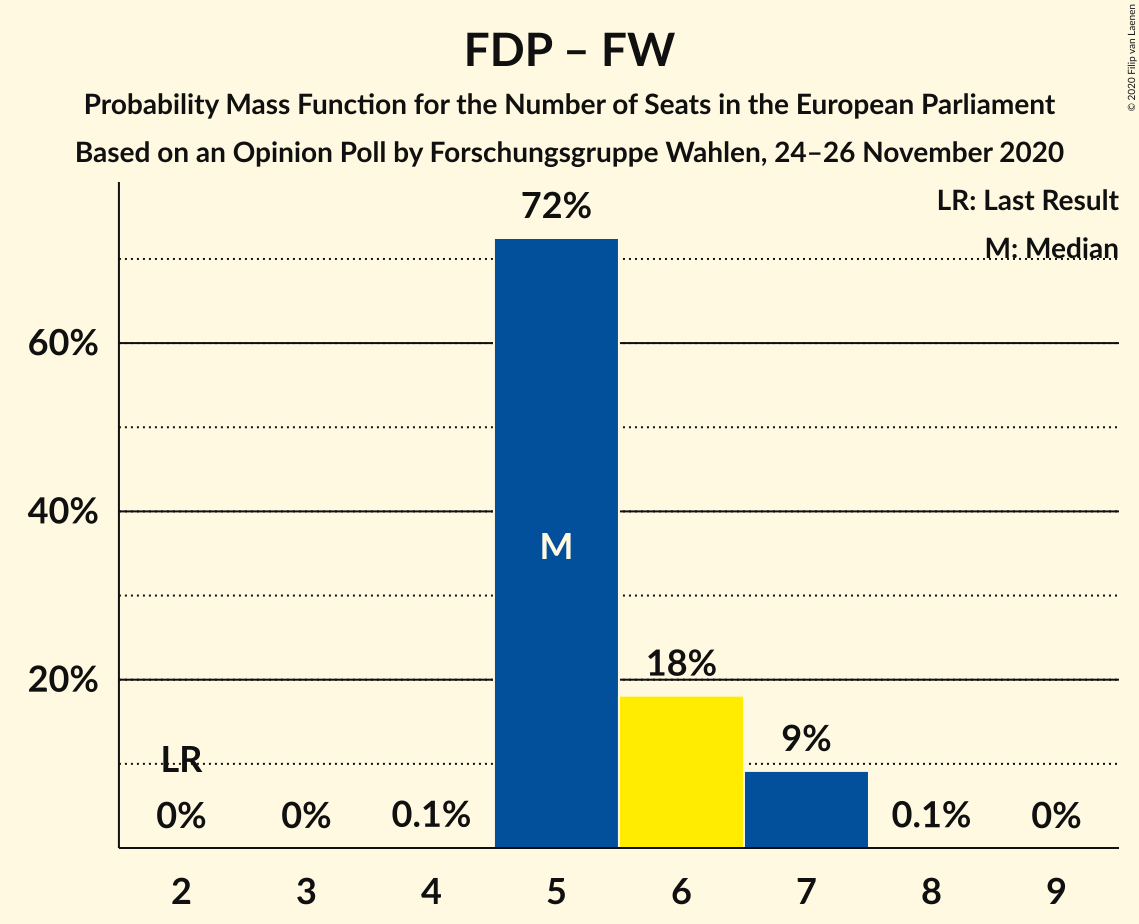 FDP – FW
Probability Mass Function for the Number of Seats in the European Parliament
Based on an Opinion Poll by Forschungsgruppe Wahlen, 24–26 November 2020
© 2020 Filip van Laenen
LR: Last Result
M: Median
72%
60%
40%
M
18%
20%
9%
LR
0%
0%
0.1%
0.1%
0%
2 3 4 5 6 7 8 9